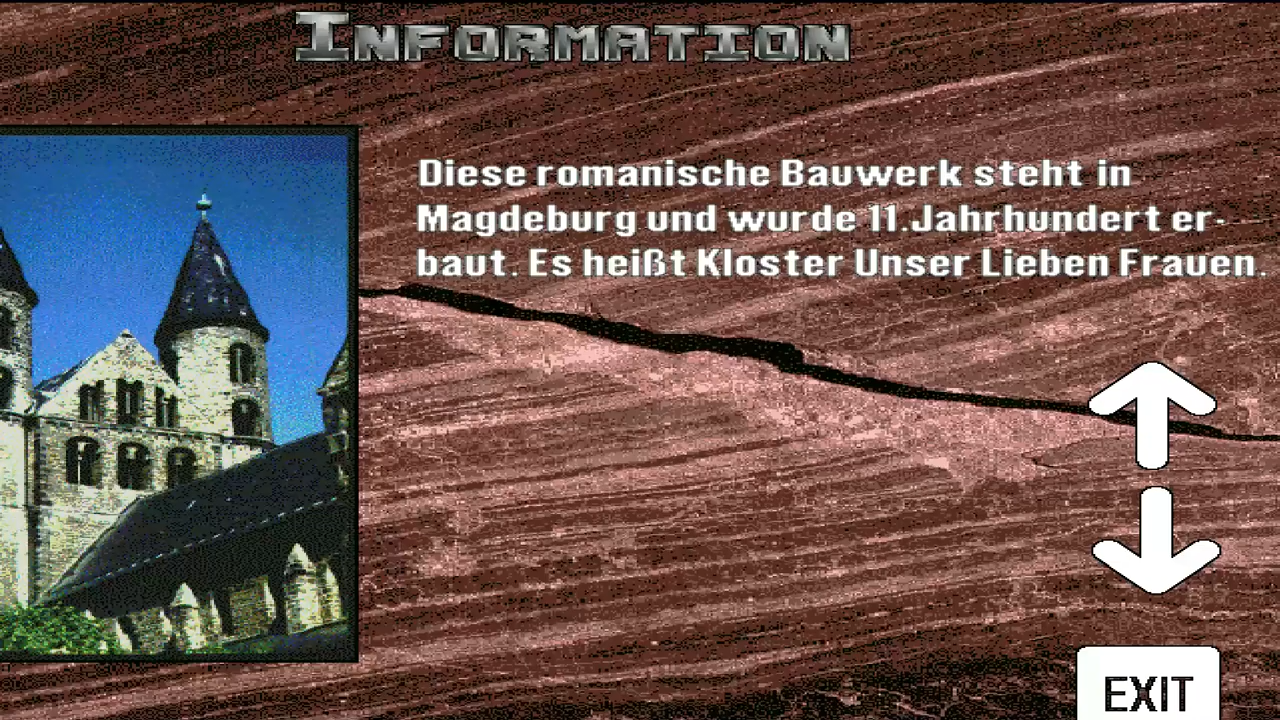 Information
Diese romanische Bauwerk steht in
Magdeburg und wurde 11.Jahrhundert er-
baut. Es heißt Kloster Unser Lieben Frauen.
EXIT